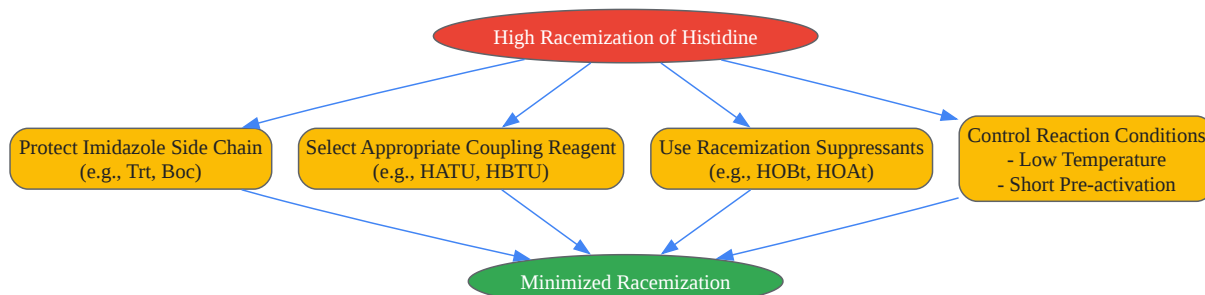 High Racemization of Histidine
Protect Imidazole Side Chain
(e.g., Trt, Boc)
Select Appropriate Coupling Reagent
(e.g., HATU, HBTU)
Use Racemization Suppressants
(e.g., HOBt, HOAt)
Control Reaction Conditions
- Low Temperature
- Short Pre-activation
Minimized Racemization